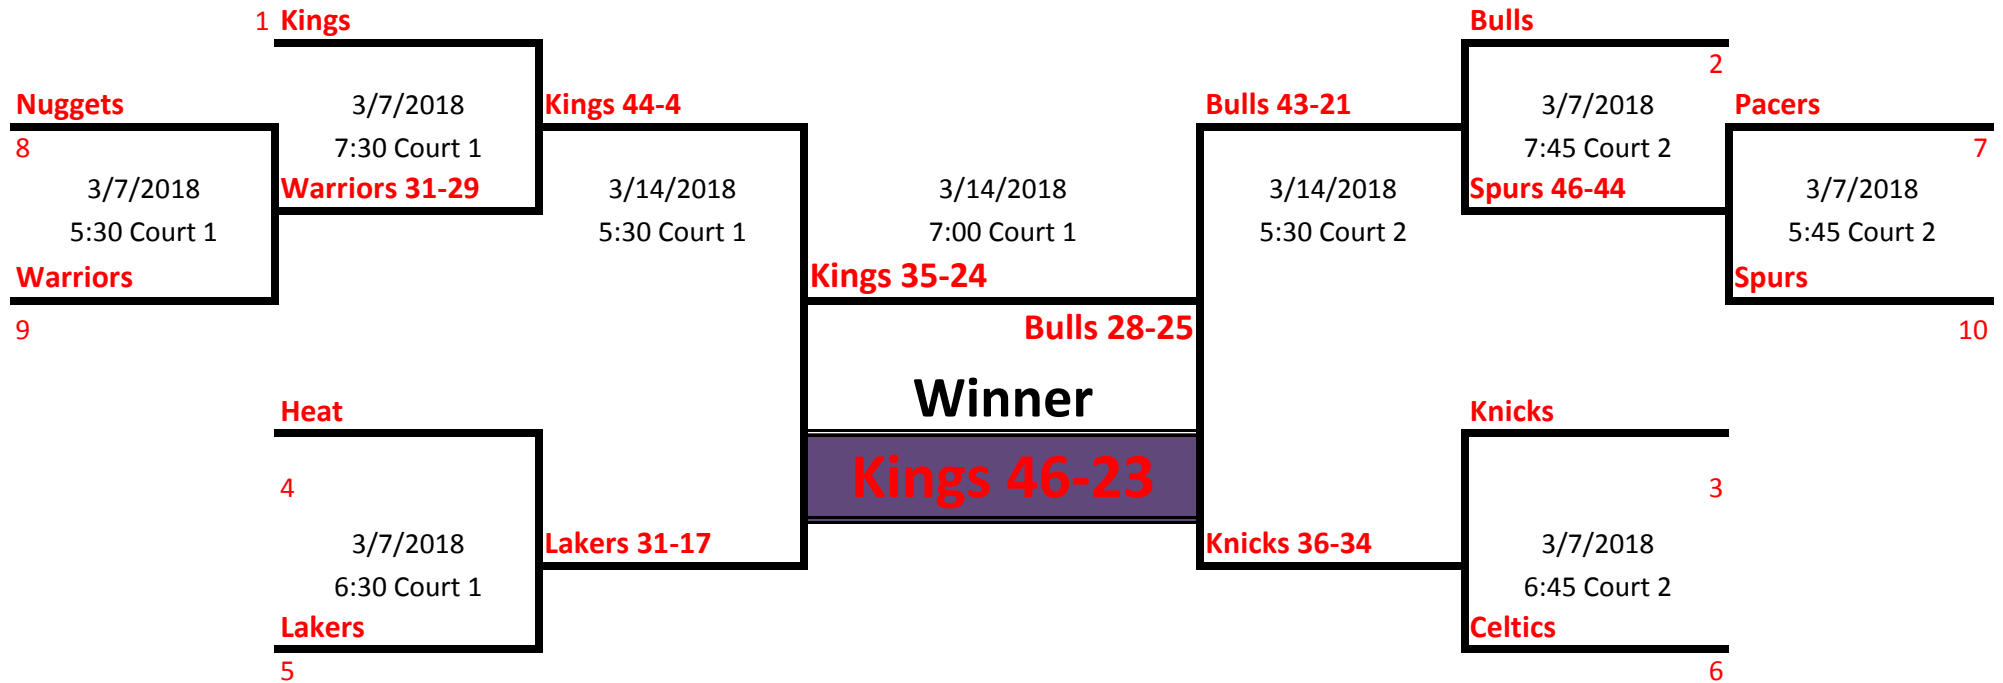 1 Kings
Bulls
2
Nuggets
3/7/2018
Kings 44-4
Bulls 43-21
3/7/2018
Pacers
8
7:30 Court 1
7:45 Court 2
7
3/7/2018
Warriors 31-29
3/14/2018
3/14/2018
3/14/2018
Spurs 46-44
3/7/2018
5:30 Court 1
5:30 Court 1
7:00 Court 1
5:30 Court 2
5:45 Court 2
Warriors
Kings 35-24
Spurs
9
Bulls 28-25
10
Winner
Heat
Knicks
4
Kings 46-23
3
3/7/2018
Lakers 31-17
Knicks 36-34
3/7/2018
6:30 Court 1
6:45 Court 2
Lakers
Celtics
5
6